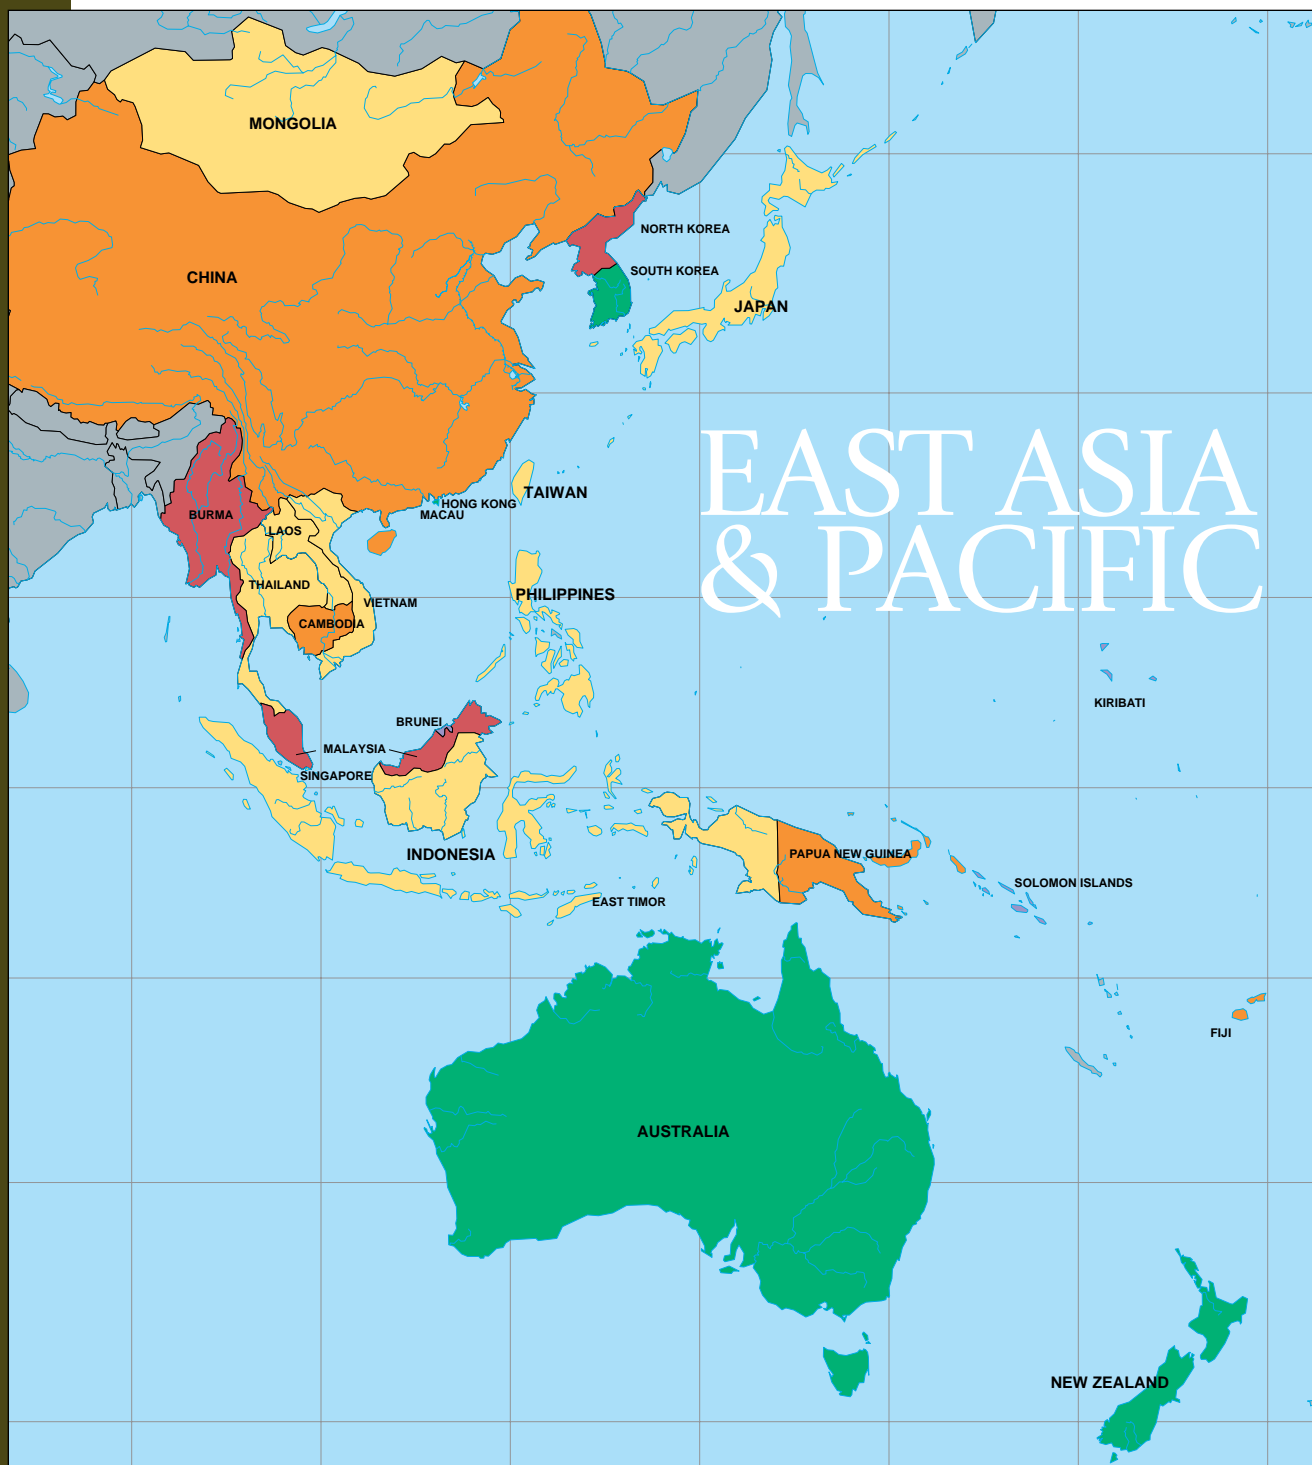 MONGOLIA
NORTH KOREA
SOUTH KOREA
CHINA
JAPAN
EAST ASIA
& PACIFIC
TAIWAN
HONG KONG
MACAU
BURMA
LAOS
THAILAND
PHILIPPINES
VIETNAM
CAMBODIA
KIRIBATI
BRUNEI
MALAYSIA
SINGAPORE
INDONESIA
PAPUA NEW GUINEA
SOLOMON ISLANDS
EAST TIMOR
FIJI
AUSTRALIA
NEW ZEALAND